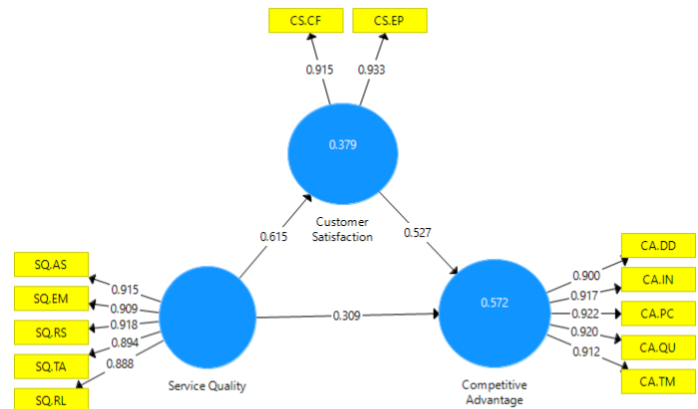 CS.CF
CS.EP
0.915
0.933
0.379
Customer
Satisfaction
0.615
0.527
SQ.AS
SQ.EM
SQ.RS
SQ.TA
SQ.RL
0.915
0.909
0.918
0.894
0.888
Service Quality
0.309
0.572
Competitive
Advantage
0.900
0.917
0.922
0.920
0.912
CA.DD
CA.IN
CA.PC
CA.QU
CA.TM